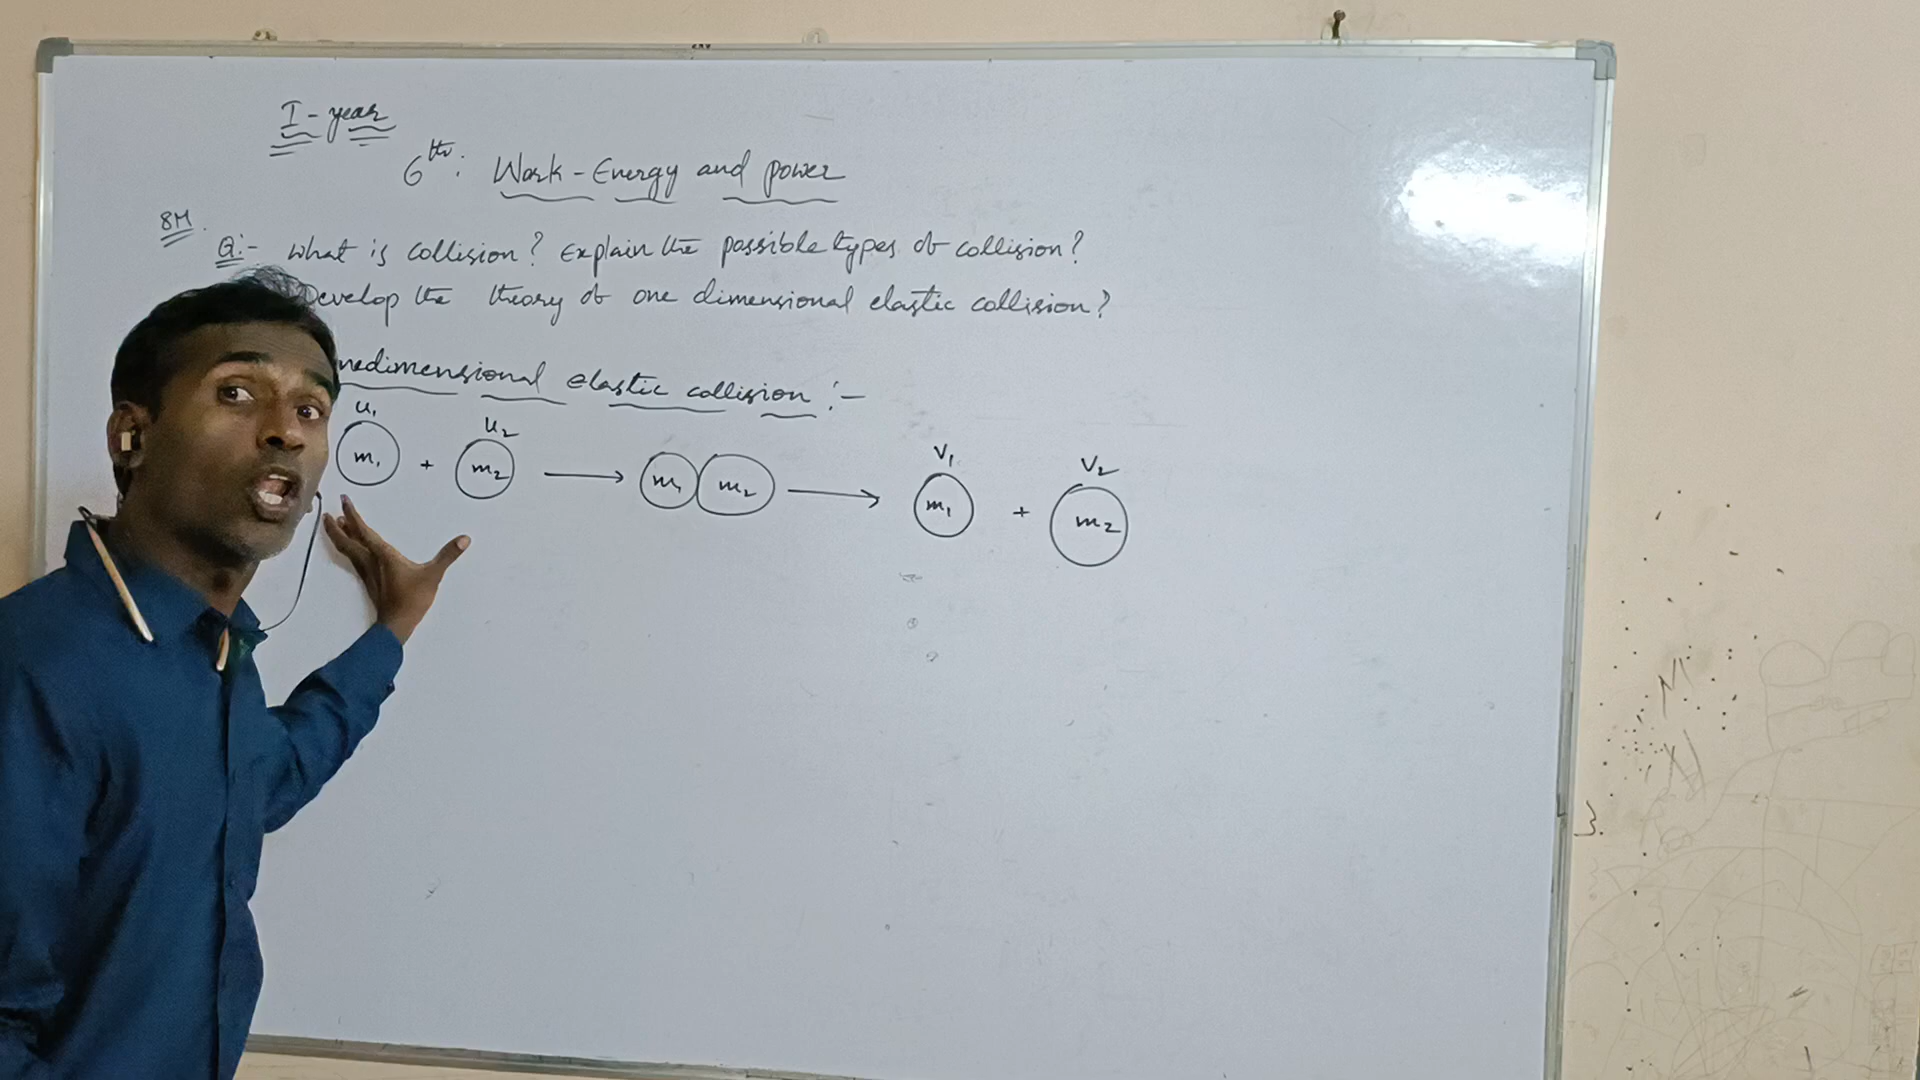 I - year
6th: Work - Energy and power
8M.
Q:- What is collision? Explain the possible types of collision?
Develop the theory of one dimensional elastic collision?
nedimensional elastic collision :-
u1 u2 V1 V2
m1 + m2 → m1 m2 → m1 + m2